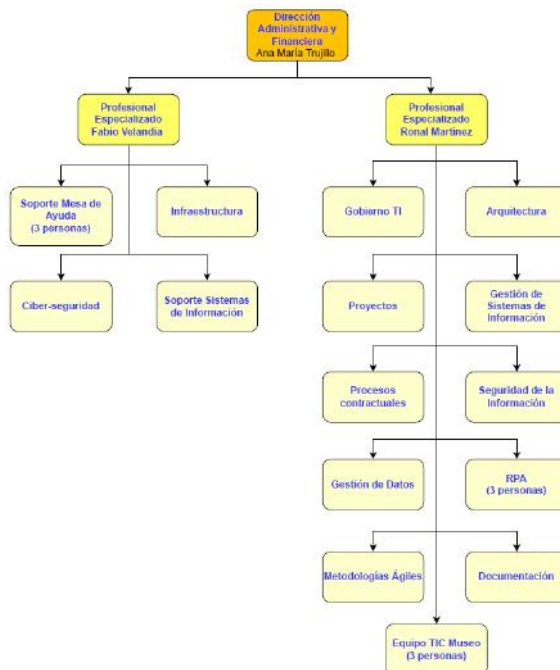 Dirección
Administrativa y
Financiera
Ana María Trujillo
Profesional
Especializado
Fabio Velandia
Profesional
Especializado
Ronal Martinez
Soporte Mesa de
Ayuda
(3 personas)
Infraestructura
Gobierno TI
Arquitectura
Ciber-seguridad
Soporte Sistemas
de Información
Proyectos
Gestión de
Sistemas de
Información
Procesos
contractuales
Seguridad de la
Información
Gestión de Datos
RPA
(3 personas)
Metodologías Ágiles
Documentación
Equipo TIC Museo
(3 personas)